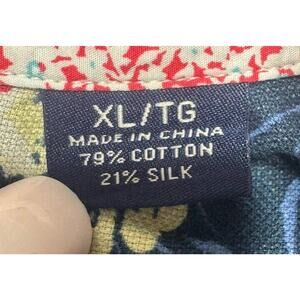 XL/TG
MADE IN CHINA
79% COTTON
21% SILK